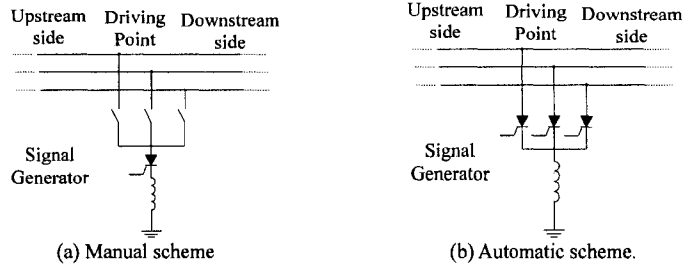 Upstream side
Driving Point
Downstream side
Signal Generator
(a) Manual scheme
Upstream side
Driving Point
Downstream side
Signal Generator
(b) Automatic scheme.